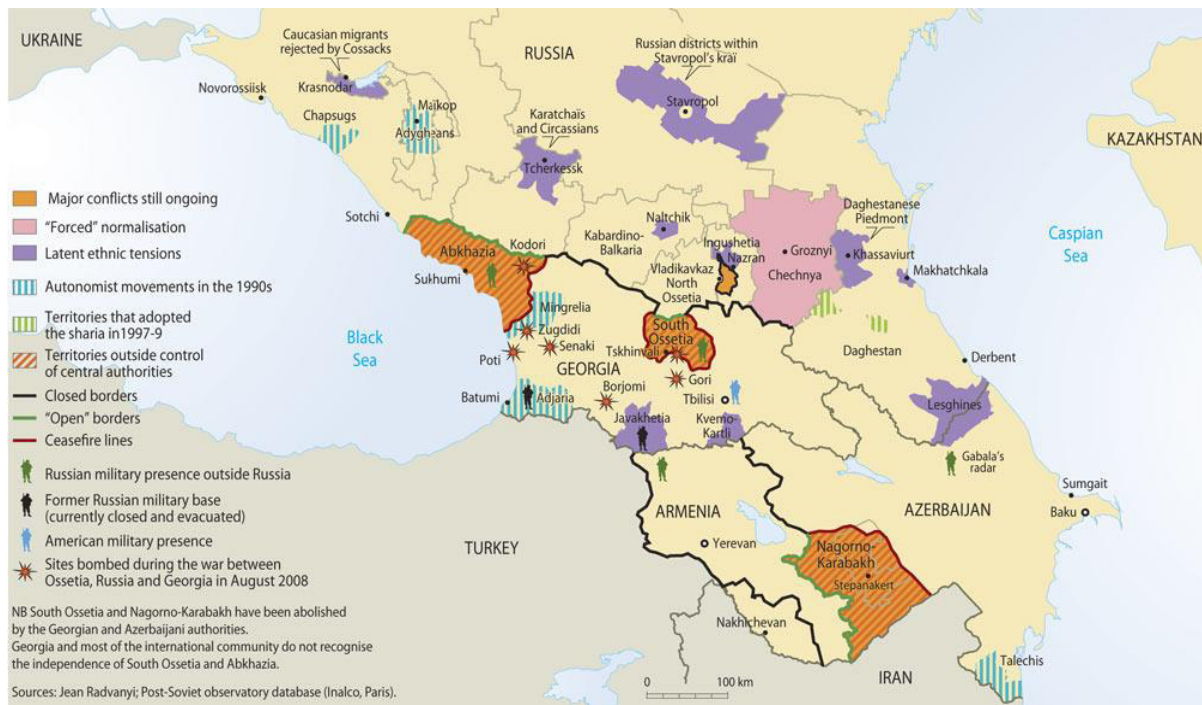 UKRAINE
Caucasian migrants
rejected by Cossacks
RUSSIA
Russian districts within
Stavropol's kraï
Novorossiisk
Krasnodar
Chapsugs
Maïkop
Adygheans
Karatchaïs
and Circassians
Tcherkessk
Stavropol
KAZAKHSTAN
Major conflicts still ongoing
"Forced" normalisation
Latent ethnic tensions
Autonomist movements in the 1990s
Territories that adopted
the sharia in1997-9
Territories outside control
of central authorities
Closed borders
"Open" borders
Ceasefire lines
Russian military presence outside Russia
Former Russian military base
(currently closed and evacuated)
American military presence
Sites bombed during the war between
Ossetia, Russia and Georgia in August 2008
NB South Ossetia and Nagorno-Karabakh have been abolished
by the Georgian and Azerbaijani authorities.
Georgia and most of the international community do not recognise
the independence of South Ossetia and Abkhazia.
Sources: Jean Radvanyi; Post-Soviet observatory database (Inalco, Paris).
Sotchi
Abkhazia
Kodori
Sukhumi
Kabardino-
Balkaria
Naltchik
Ingushetia
Nazran
Vladikavkaz
North
Ossetia
Groznyi
Chechnya
Daghestanese
Piedmont
Khassaviurt
Makhatchkala
Caspian
Sea
Black
Sea
Mingrelia
Zugdidi
Senaki
Poti
GEORGIA
South
Ossetia
Tskhinvali
Gori
Borjomi
Tbilisi
Batumi
Adjaria
Javakhetia
Kvemo-
Kartli
Daghestan
Derbent
Lesghines
Gabala's
radar
Sumgait
Baku
AZERBAIJAN
ARMENIA
Yerevan
TURKEY
Nagorno-
Karabakh
Stepanakert
Nakhichevan
IRAN
Talechis
0
100 km